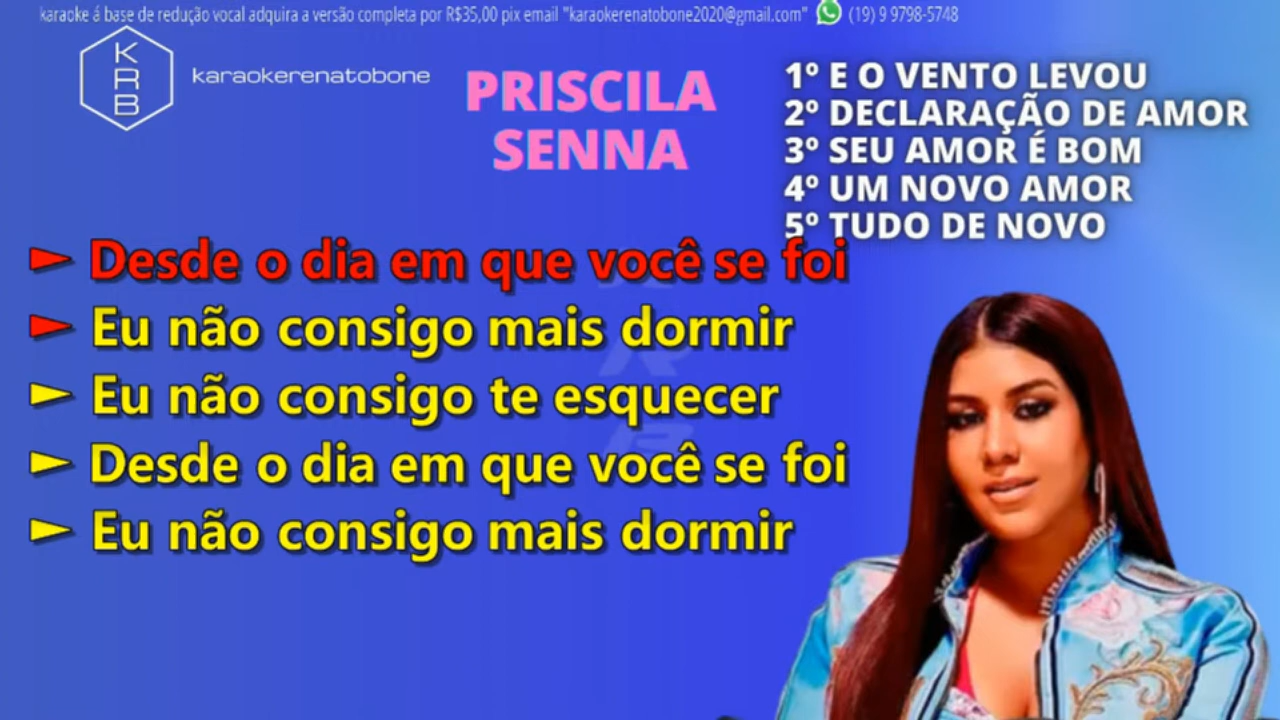 karaoke á base de redução vocal adquira a versão completa por R$35,00 pix email "karaokerenatobone2020@gmail.com" (19) 9 9798-5748
KRB
karaokerenatobone
PRISCILA
SENNA
1º E O VENTO LEVOU
2º DECLARAÇÃO DE AMOR
3º SEU AMOR É BOM
4º UM NOVO AMOR
5º TUDO DE NOVO
► Desde o dia em que você se foi
► Eu não consigo mais dormir
► Eu não consigo te esquecer
► Desde o dia em que você se foi
► Eu não consigo mais dormir